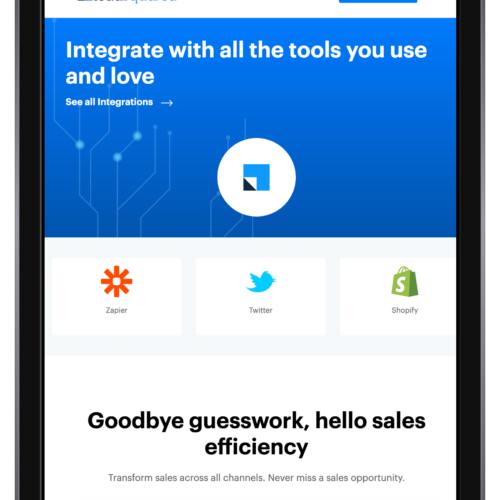 Integrate with all the tools you use
and love
See all Integrations
Zapier
Twitter
Shopify
Goodbye guesswork, hello sales
efficiency
Transform sales across all channels. Never miss a sales opportunity.